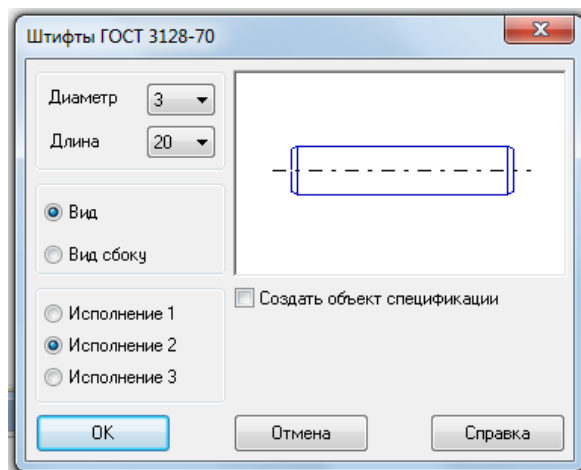 Штифты ГОСТ 3128-70
Диаметр 3
Длина 20
Вид
Вид сбоку
Создать объект спецификации
Исполнение 1
Исполнение 2
Исполнение 3
OK Отмена Справка